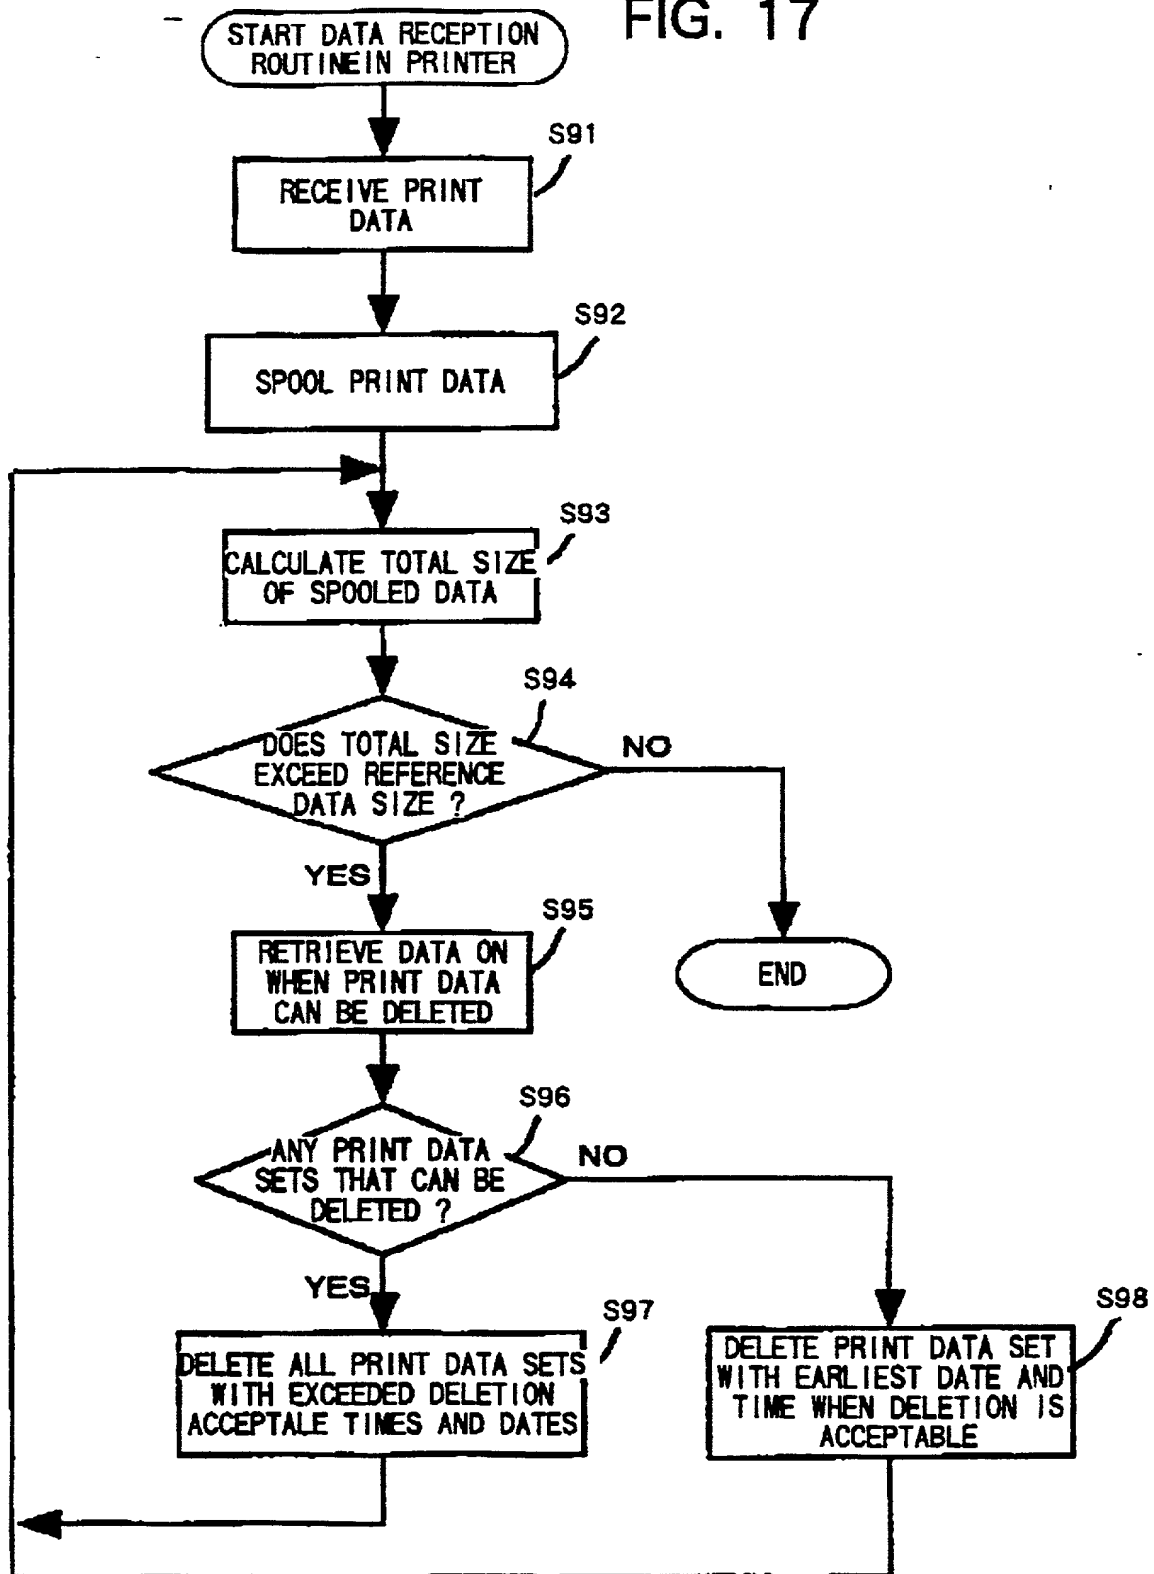 FIG. 17
START DATA RECEPTION
ROUTINEIN PRINTER
S91
RECEIVE PRINT
DATA
S92
SPOOL PRINT DATA
S93
CALCULATE TOTAL SIZE
OF SPOOLED DATA
S94
DOES TOTAL SIZE
EXCEED REFERENCE
DATA SIZE ?
NO
YES
S95
RETRIEVE DATA ON
WHEN PRINT DATA
CAN BE DELETED
END
S96
ANY PRINT DATA
SETS THAT CAN BE
DELETED ?
NO
YES
S97
DELETE ALL PRINT DATA SETS
WITH EXCEEDED DELETION
ACCEPTALE TIMES AND DATES
S98
DELETE PRINT DATA SET
WITH EARLIEST DATE AND
TIME WHEN DELETION IS
ACCEPTABLE